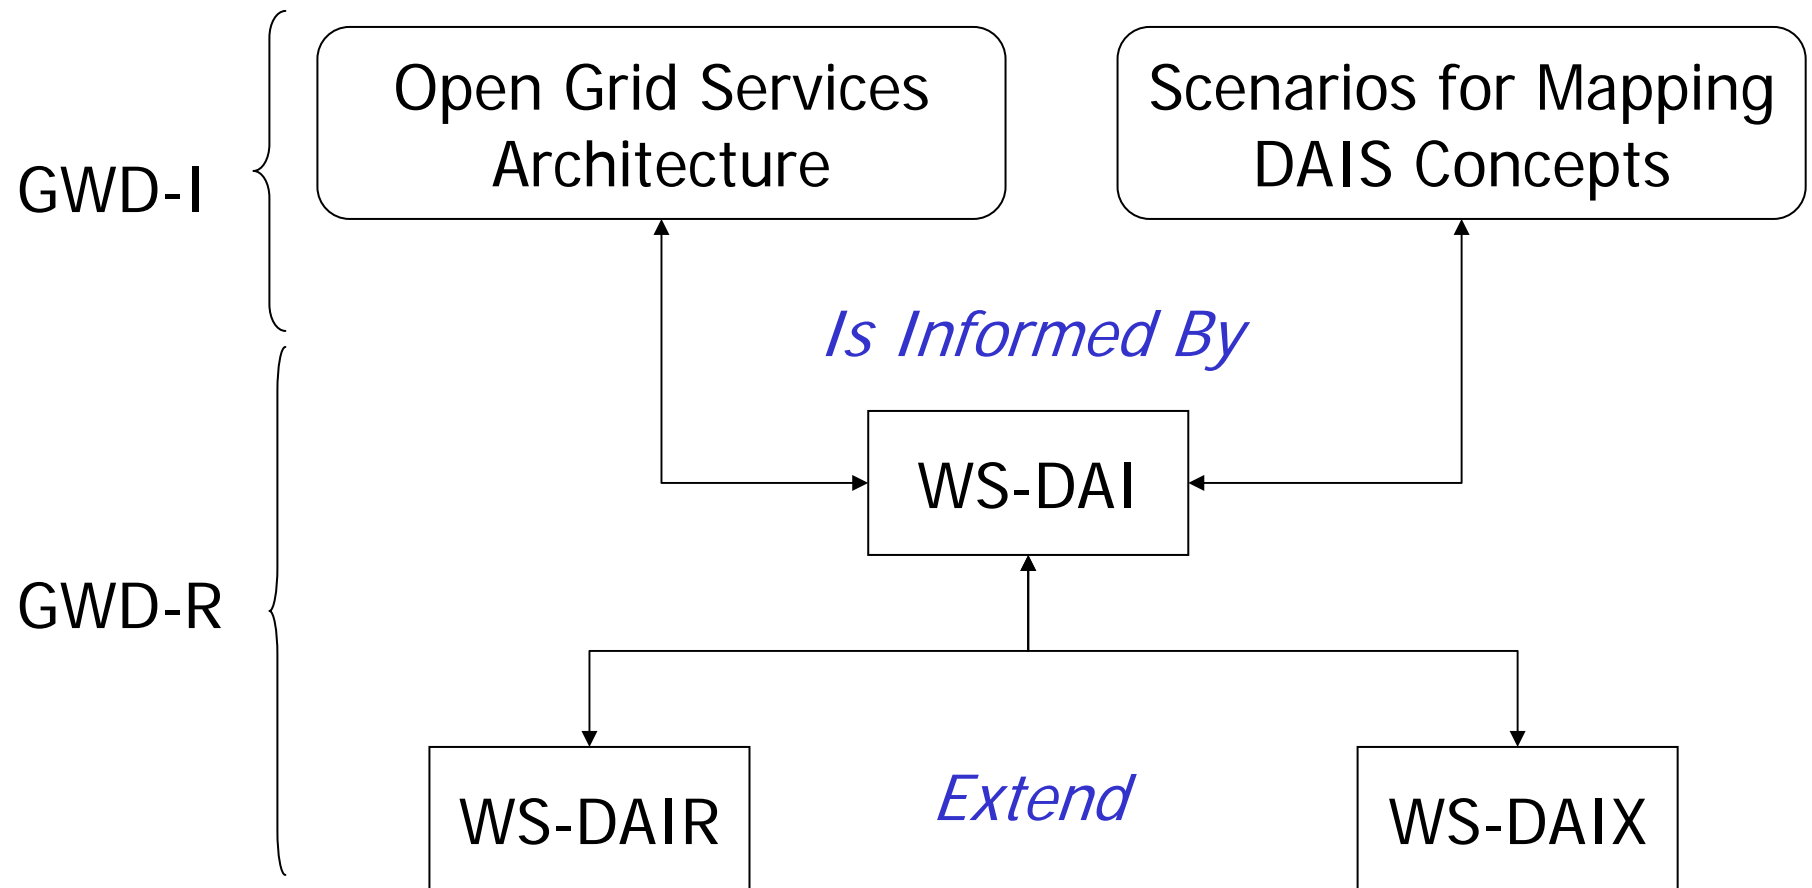 GWD-I
Open Grid Services
Architecture
Scenarios for Mapping
DAIS Concepts
Is Informed By
WS-DAI
GWD-R
WS-DAIR
Extend
WS-DAIX